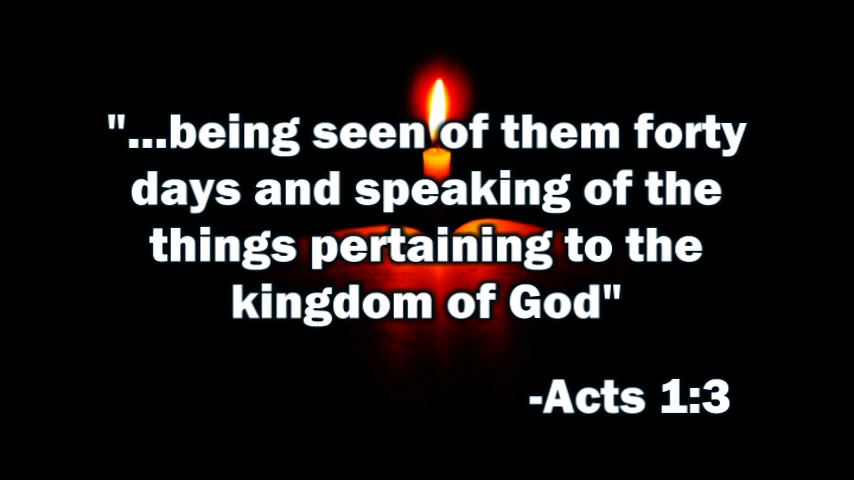 "...being seen of them forty
days and speaking of the
things pertaining to the
kingdom of God"
-Acts 1:3